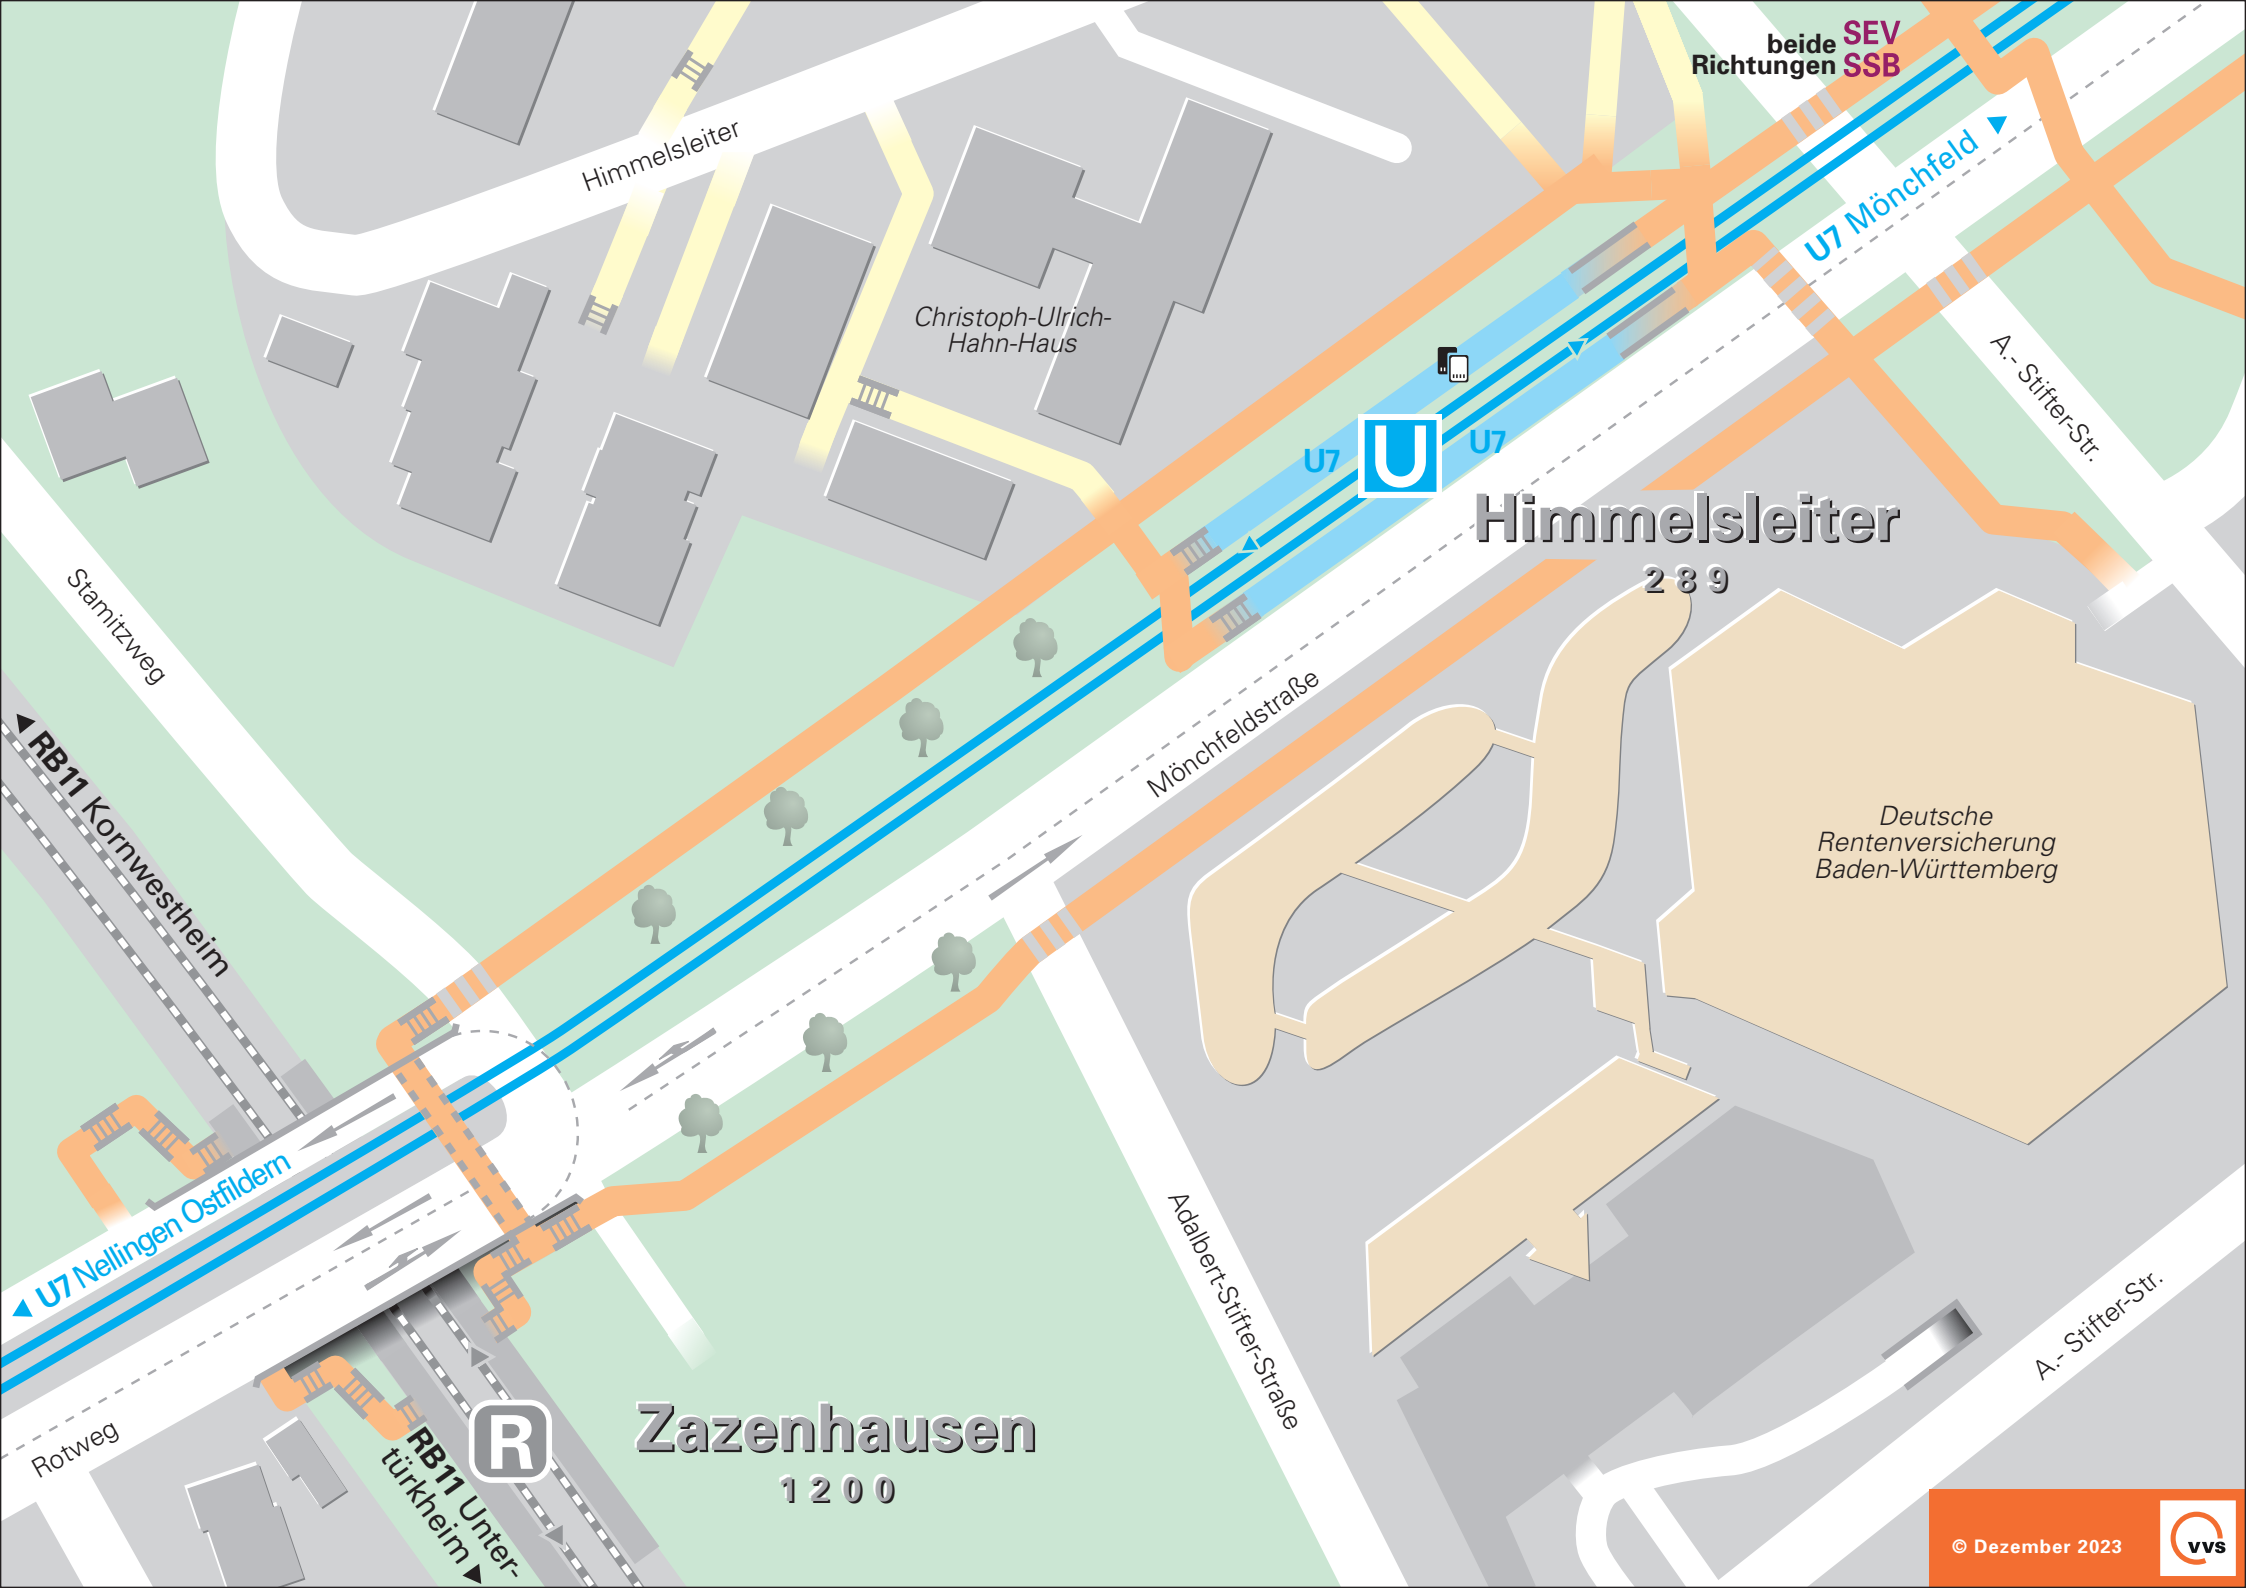 beide SEV
Richtungen SSB
Himmelsleiter
U7 Mönchfeld
Christoph-Ulrich-
Hahn-Haus
A.- Stifter-Str.
U7
U
U7
Himmelsleiter
289
Stamitzweg
Mönchfeldstraße
RB11 Kornwestheim
Deutsche
Rentenversicherung
Baden-Württemberg
U7 Nellingen Ostfildern
Adalbert-Stifter-Straße
A.- Stifter-Str.
Rotweg
R
Zazenhausen
1200
RB11 Unter-
türkheim
© Dezember 2023
vvs